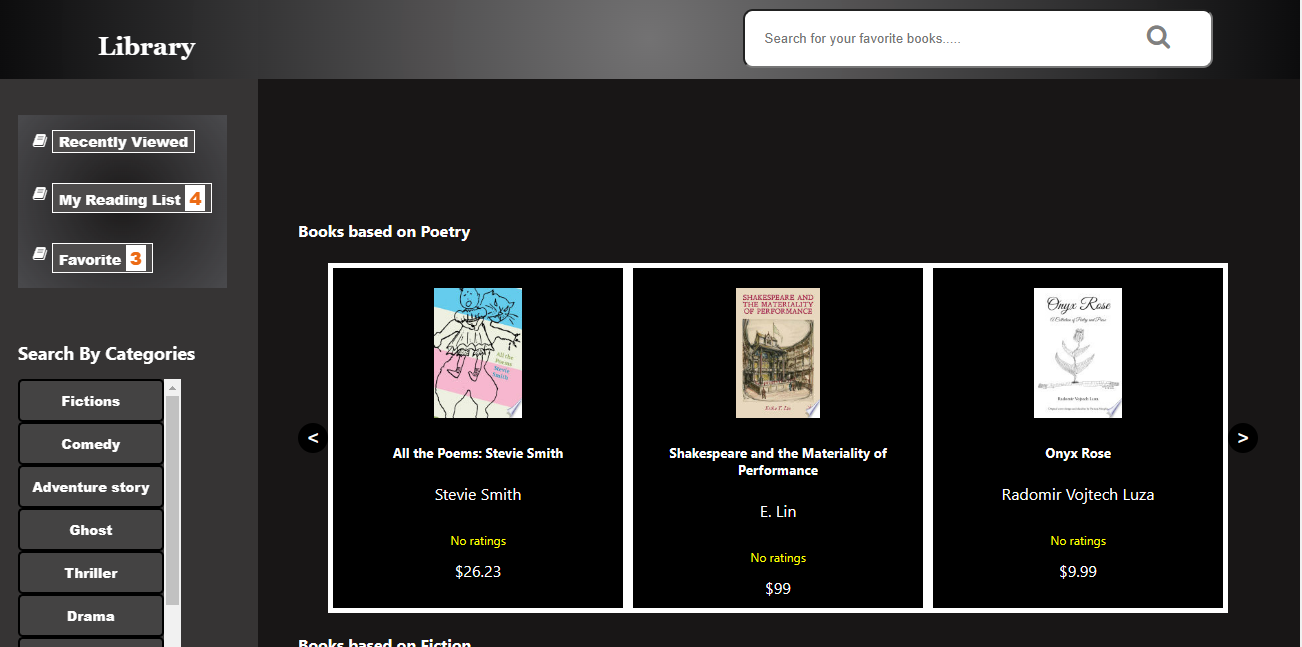 Library
Search for your favorite books.....
Recently Viewed
My Reading List 4
Favorite 3
Search By Categories
Fictions
Comedy
Adventure story
Ghost
Thriller
Drama
Books based on Poetry
<
All the
Poems
Stevie
Smith
All the Poems: Stevie Smith
Stevie Smith
No ratings
$26.23
SHAKESPEARE AND
THE MATERIALITY
OF PERFORMANCE
Erika T. Lin
Shakespeare and the Materiality of
Performance
E. Lin
No ratings
$99
Onyx Rose
A Collection of Poetry and Prose
Radomir Vojtech Luza
Onyx Rose
Radomir Vojtech Luza
No ratings
$9.99
>
Books based on Fiction